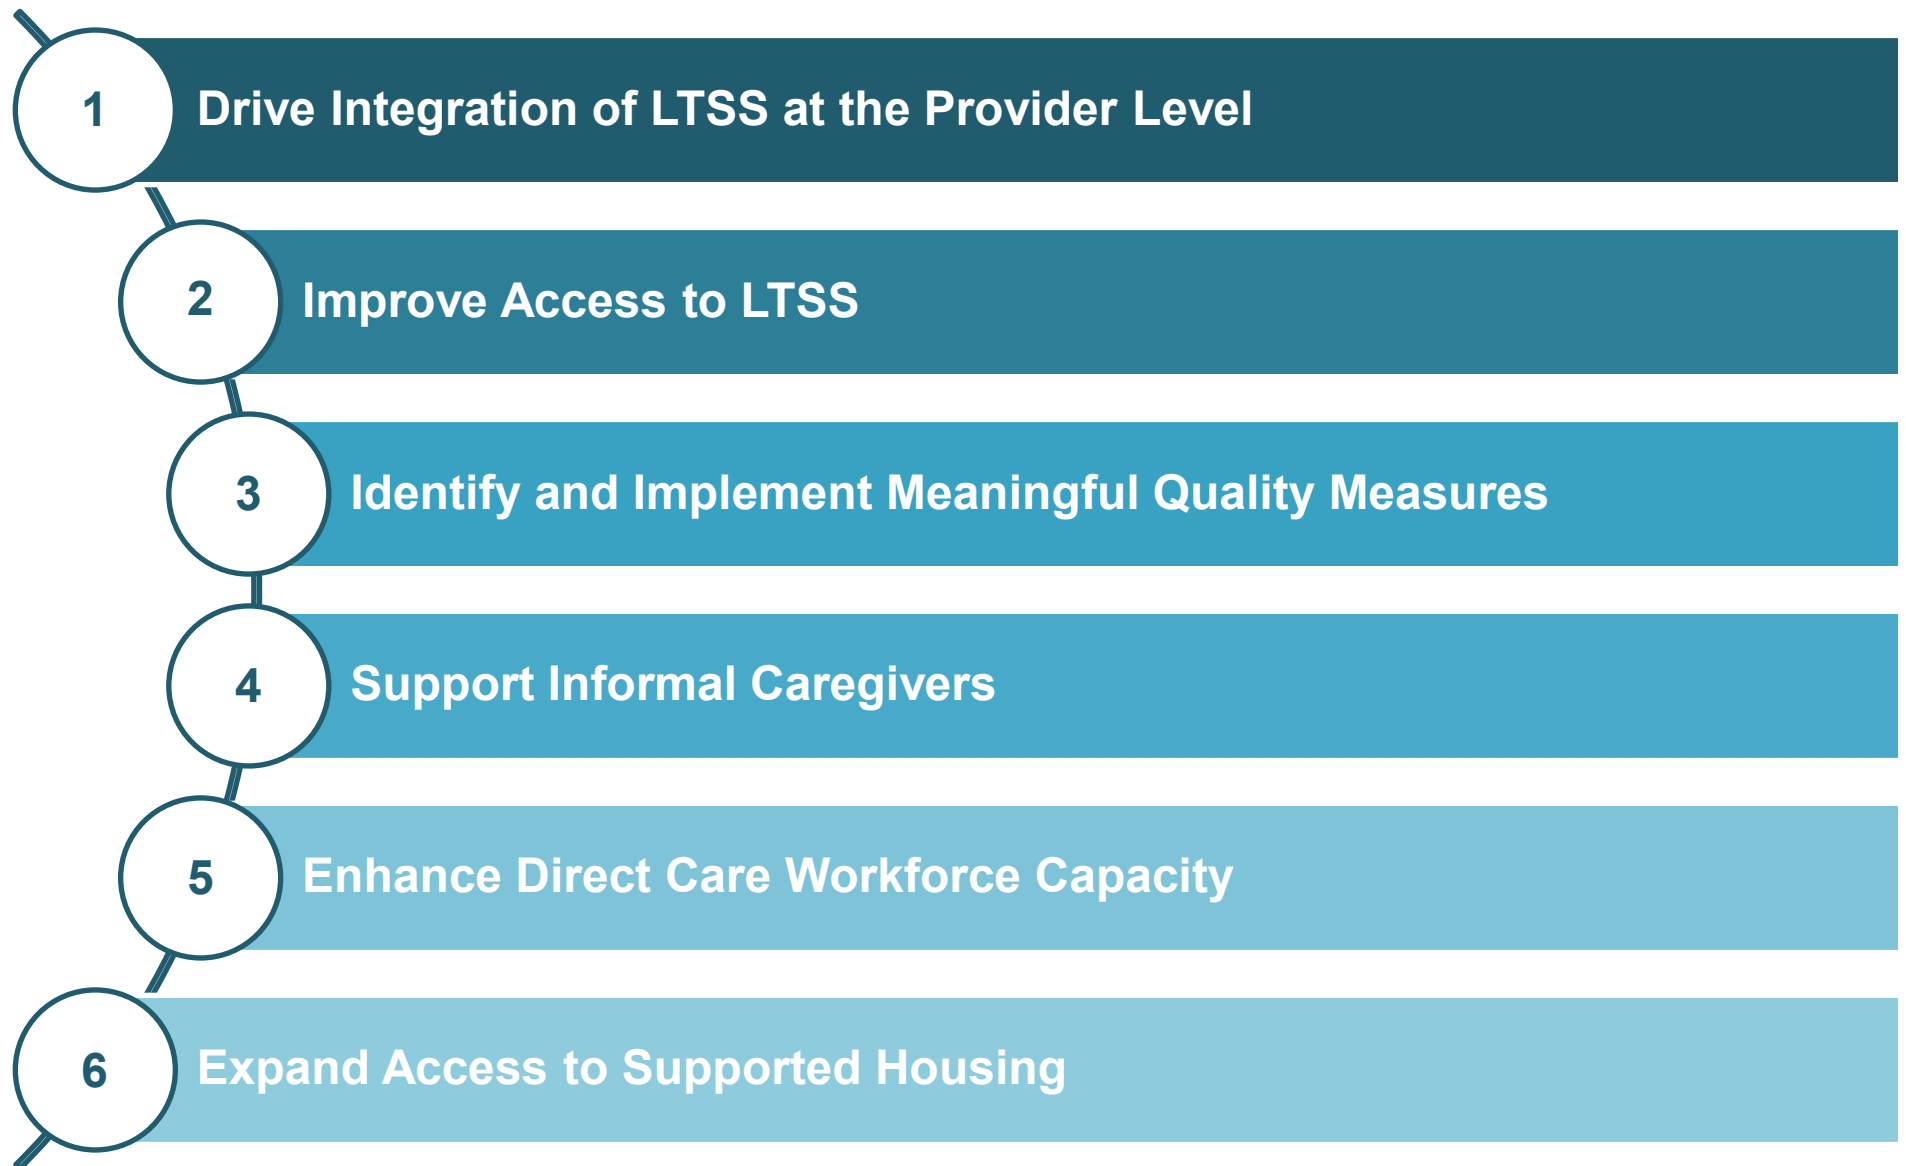 1
Drive Integration of LTSS at the Provider Level
2
Improve Access to LTSS
3
Identify and Implement Meaningful Quality Measures
4
Support Informal Caregivers
5
Enhance Direct Care Workforce Capacity
6
Expand Access to Supported Housing